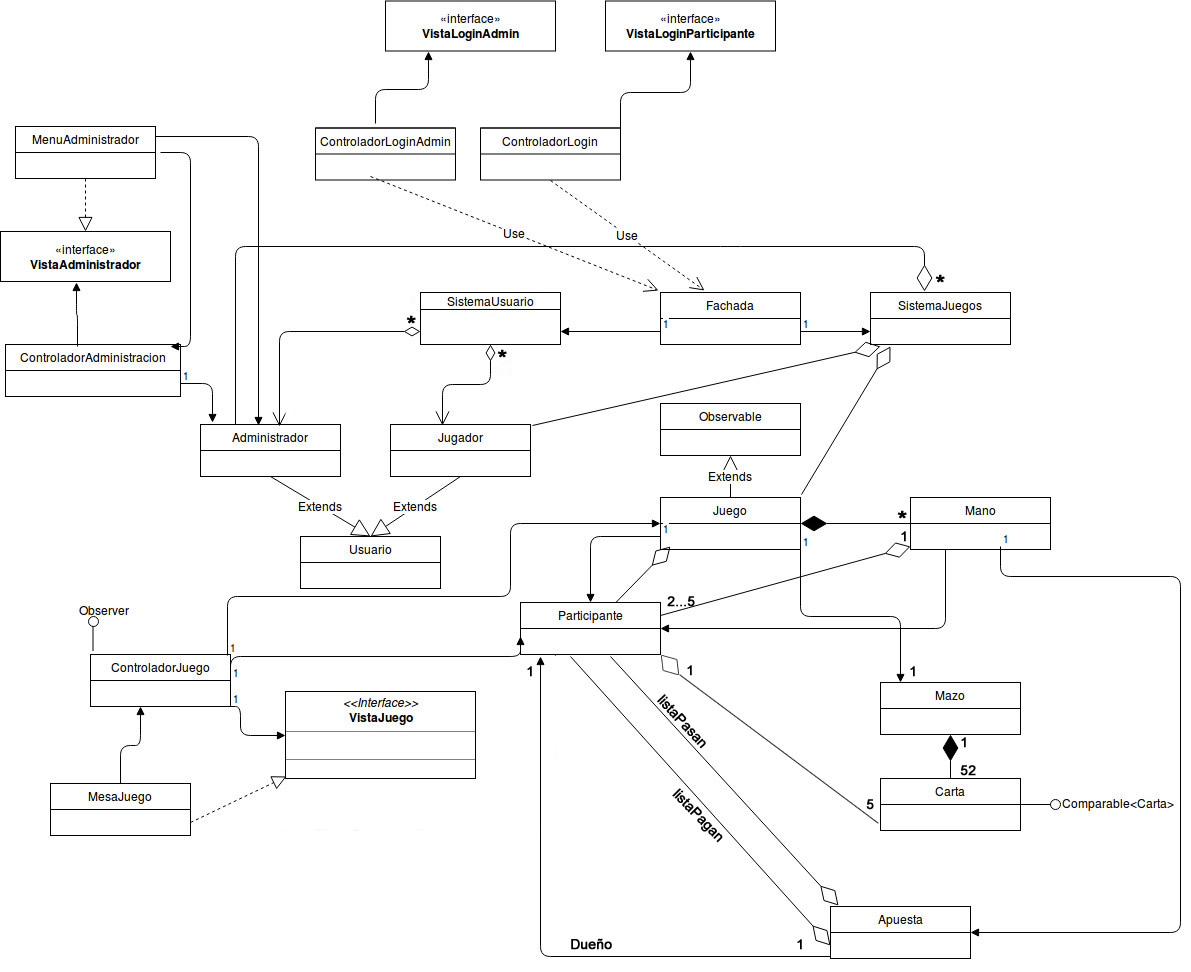 «interface»
VistaLoginAdmin
«interface»
VistaLoginParticipante
MenuAdministrador
ControladorLoginAdmin
ControladorLogin
Use
Use
«interface»
VistaAdministrador
*
SistemaUsuario
Fachada
SistemaJuegos
*
1
1
*
ControladorAdministracion
1
Administrador
Jugador
Observable
Extends
Extends
Extends
Juego
Mano
*
1
1
1
1
Usuario
2...5
Participante
Observer
1
ControladorJuego
1
1
1
1
1
Mazo
<<Interface>>
VistaJuego
listaPasan
1
52
MesaJuego
listaPagan
5
Carta
Comparable<Carta>
Apuesta
Dueño
1